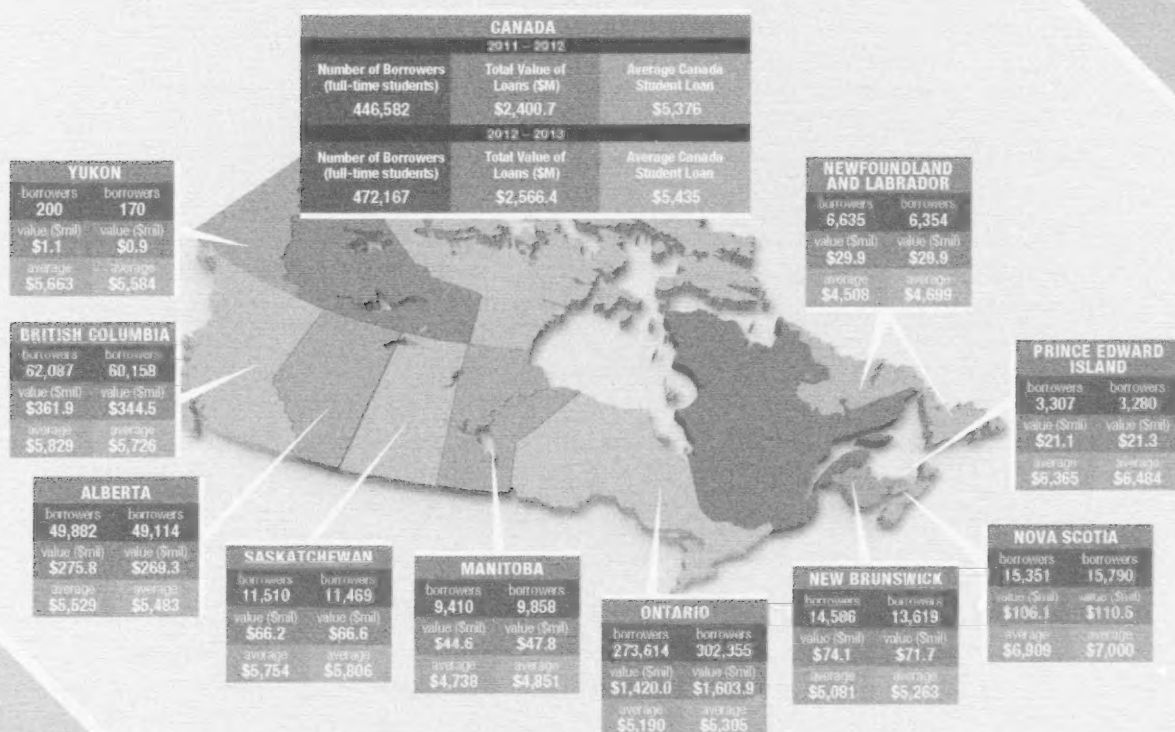 CANADA
2011 – 2012
Number of Borrowers Total Value of Average Canada
(full-time students) Loans ($M) Student Loan
446,582 $2,400.7 $5,376
2012 – 2013
Number of Borrowers Total Value of Average Canada
(full-time students) Loans ($M) Student Loan
472,167 $2,566.4 $5,435
YUKON
borrowers borrowers
200 170
value ($mil) value ($mil)
$1.1 $0.9
average average
$5,663 $5,584
NEWFOUNDLAND
AND LABRADOR
borrowers borrowers
6,635 6,354
value ($mil) value ($mil)
$29.9 $29.9
average average
$4,508 $4,699
BRITISH COLUMBIA
borrowers borrowers
62,087 60,158
value ($mil) value ($mil)
$361.9 $344.5
average average
$5,829 $5,726
PRINCE EDWARD
ISLAND
borrowers borrowers
3,307 3,280
value ($mil) value ($mil)
$21.1 $21.3
average average
$6,365 $6,484
ALBERTA
borrowers borrowers
49,882 49,114
value ($mil) value ($mil)
$275.8 $269.3
average average
$5,529 $5,483
SASKATCHEWAN
borrowers borrowers
11,510 11,469
value ($mil) value ($mil)
$66.2 $66.6
average average
$5,754 $5,806
MANITOBA
borrowers borrowers
9,410 9,858
value ($mil) value ($mil)
$44.6 $47.8
average average
$4,738 $4,851
ONTARIO
borrowers borrowers
273,614 302,355
value ($mil) value ($mil)
$1,420.0 $1,603.9
average average
$5,190 $5,305
NEW BRUNSWICK
borrowers borrowers
14,586 13,619
value ($mil) value ($mil)
$74.1 $71.7
average average
$5,081 $5,263
NOVA SCOTIA
borrowers borrowers
15,351 15,790
value ($mil) value ($mil)
$106.1 $110.5
average average
$6,909 $7,000